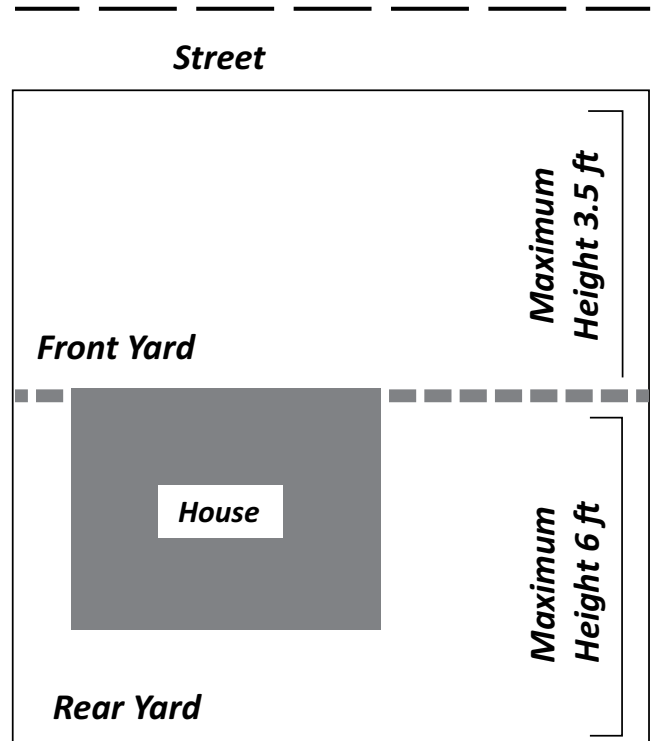 Street
Maximum
Height 3.5 ft
Front Yard
House
Maximum
Height 6 ft
Rear Yard